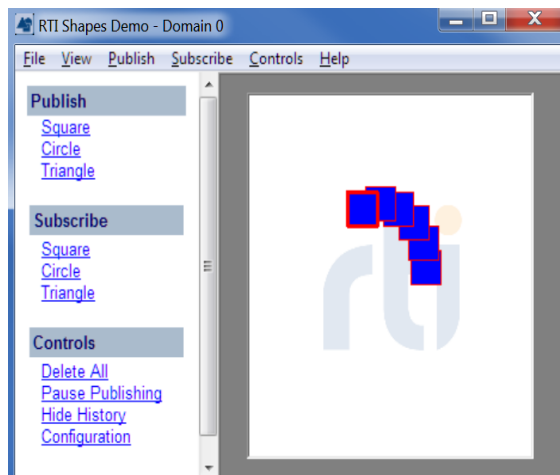 RTI Shapes Demo - Domain 0
File View Publish Subscribe Controls Help
Publish
Square
Circle
Triangle
Subscribe
Square
Circle
Triangle
Controls
Delete All
Pause Publishing
Hide History
Configuration
rti